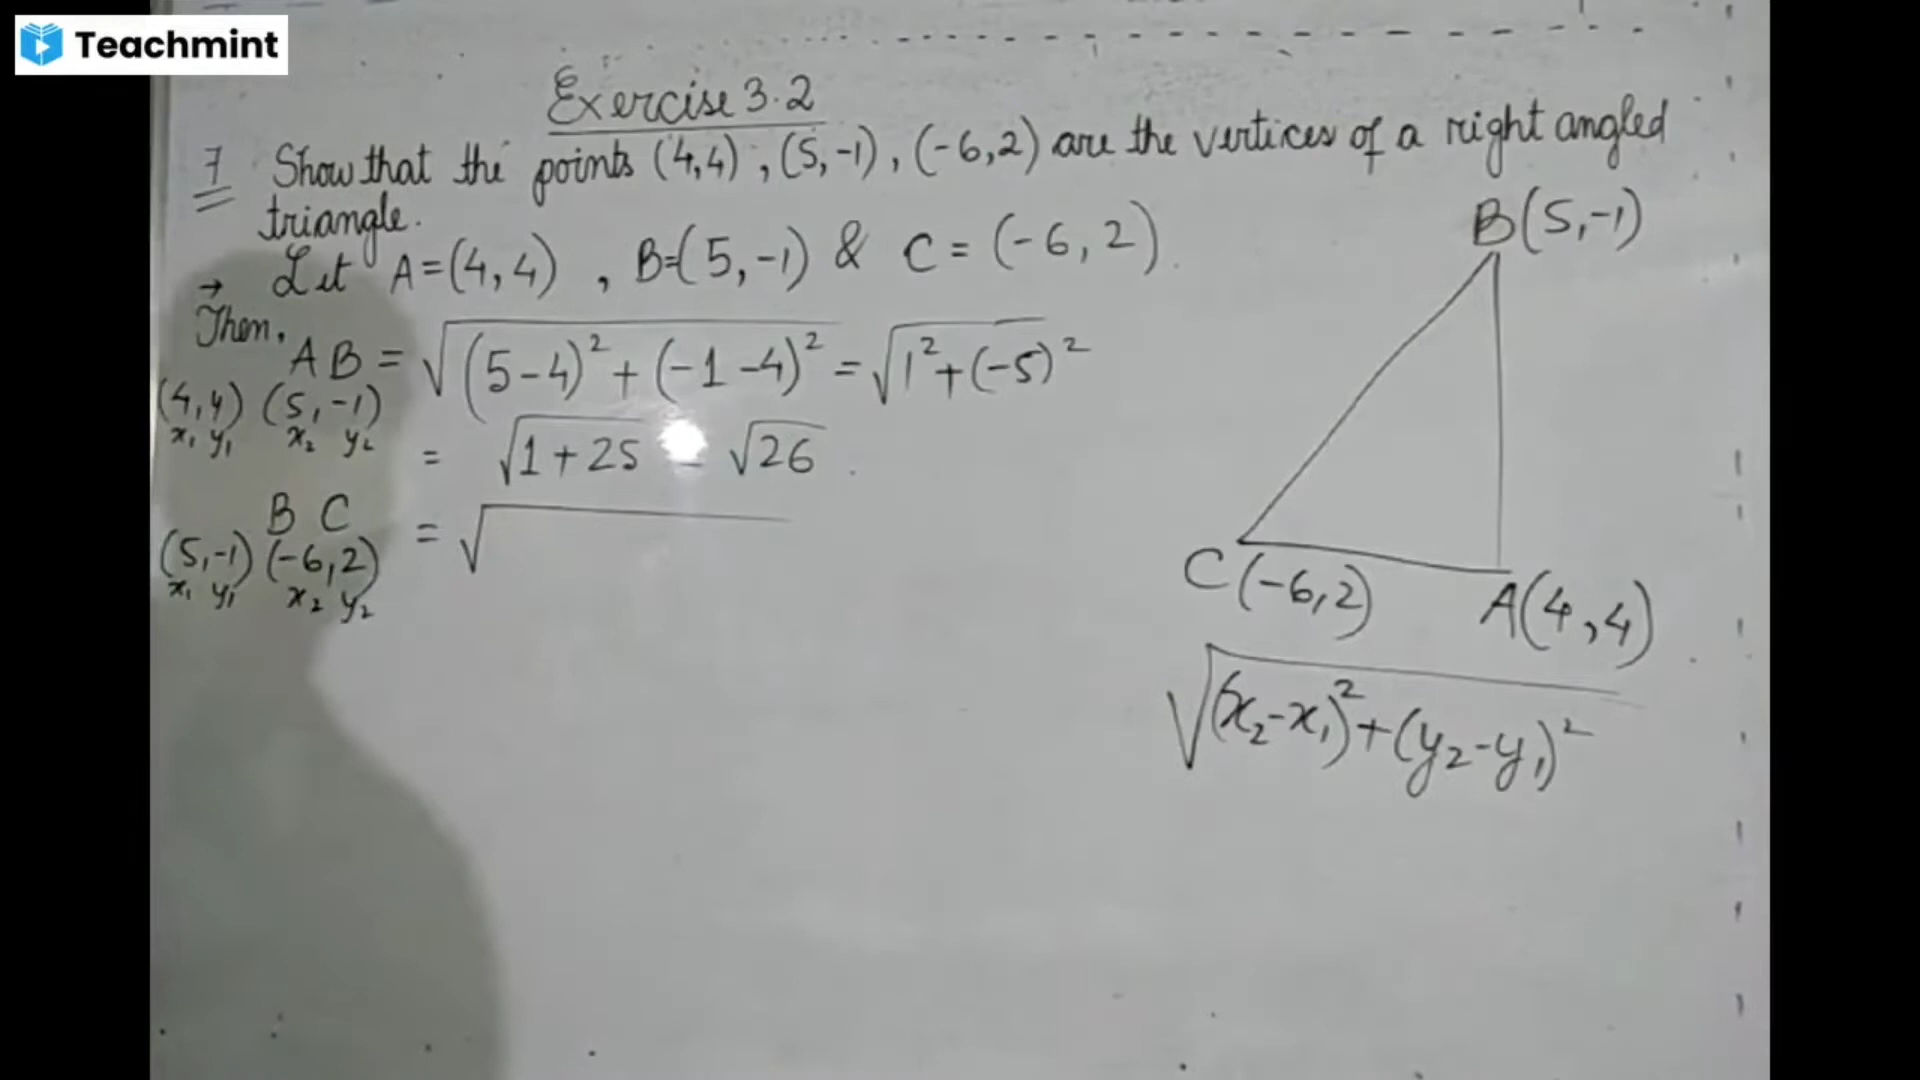 Teachmint
Exercise 3.2
7 Show that the points (4,4), (5,-1), (-6,2) are the vertices of a right angled
triangle.
→ Let A=(4,4) , B=(5,-1) & C = (-6,2).
Then,
AB = √(5-4)²+(-1-4)² = √1²+(-5)²
(4,4) (5,-1)
x₁ y₁ x₂ y₂
= √1+25 = √26.
BC = √
(5,-1) (-6,2)
x₁ y₁ x₂ y₂
B(5,-1)
C(-6,2) A(4,4)
√(x₂-x₁)²+(y₂-y₁)²